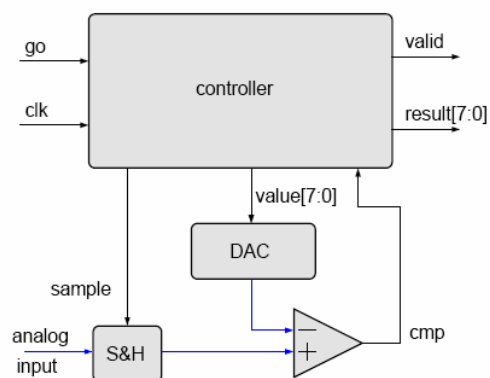 go
valid
controller
clk
result[7:0]
value[7:0]
DAC
sample
analog
input
S&H
−
+
cmp